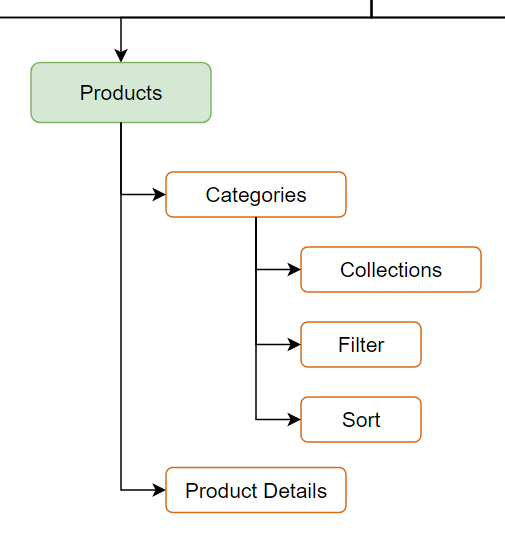 Products
Categories
Collections
Filter
Sort
Product Details